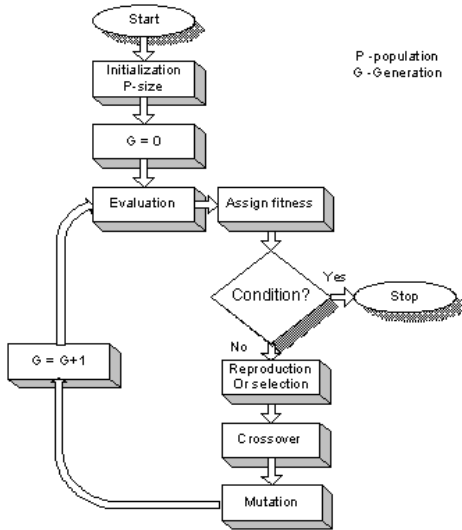 Start
P -population
G -Generation
Initialization
P-size
G = 0
Evaluation
Assign fitness
Condition?
Yes
Stop
No
Reproduction
Or selection
G = G+1
Crossover
Mutation